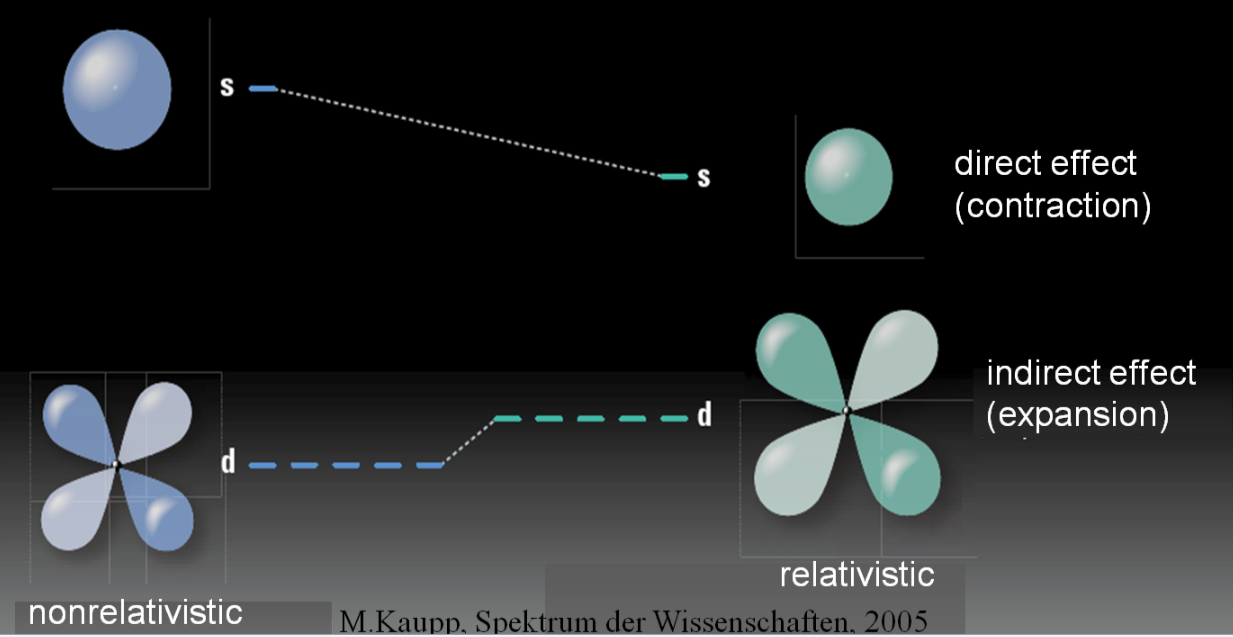 s
s
direct effect
(contraction)
d
d
indirect effect
(expansion)
nonrelativistic
relativistic
M.Kaupp, Spektrum der Wissenschaften, 2005